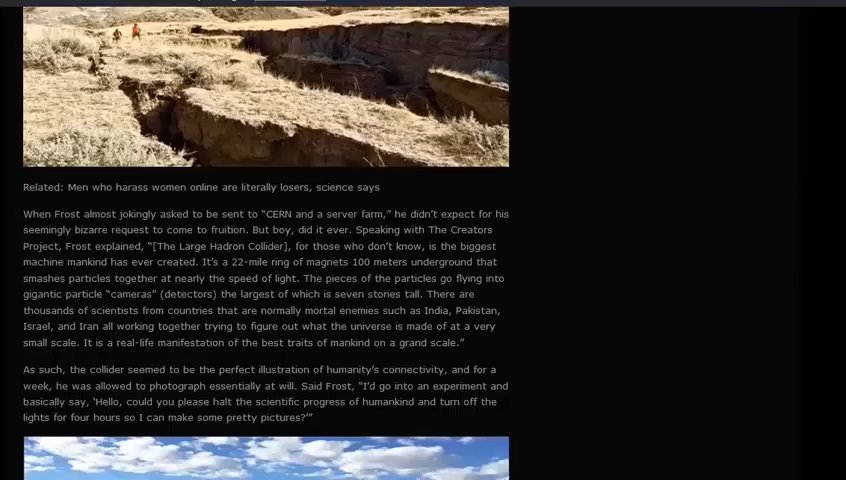 Related: Men who harass women online are literally losers, science says
When Frost almost jokingly asked to be sent to “CERN and a server farm,” he didn’t expect for his
seemingly bizarre request to come to fruition. But boy, did it ever. Speaking with The Creators
Project, Frost explained, “[The Large Hadron Collider], for those who don’t know, is the biggest
machine mankind has ever created. It’s a 22-mile ring of magnets 100 meters underground that
smashes particles together at nearly the speed of light. The pieces of the particles go flying into
gigantic particle “cameras” (detectors) the largest of which is seven stories tall. There are
thousands of scientists from countries that are normally mortal enemies such as India, Pakistan,
Israel, and Iran all working together trying to figure out what the universe is made of at a very
small scale. It is a real-life manifestation of the best traits of mankind on a grand scale.”
As such, the collider seemed to be the perfect illustration of humanity’s connectivity, and for a
week, he was allowed to photograph essentially at will. Said Frost, “I’d go into an experiment and
basically say, ‘Hello, could you please halt the scientific progress of humankind and turn off the
lights for four hours so I can make some pretty pictures?’”